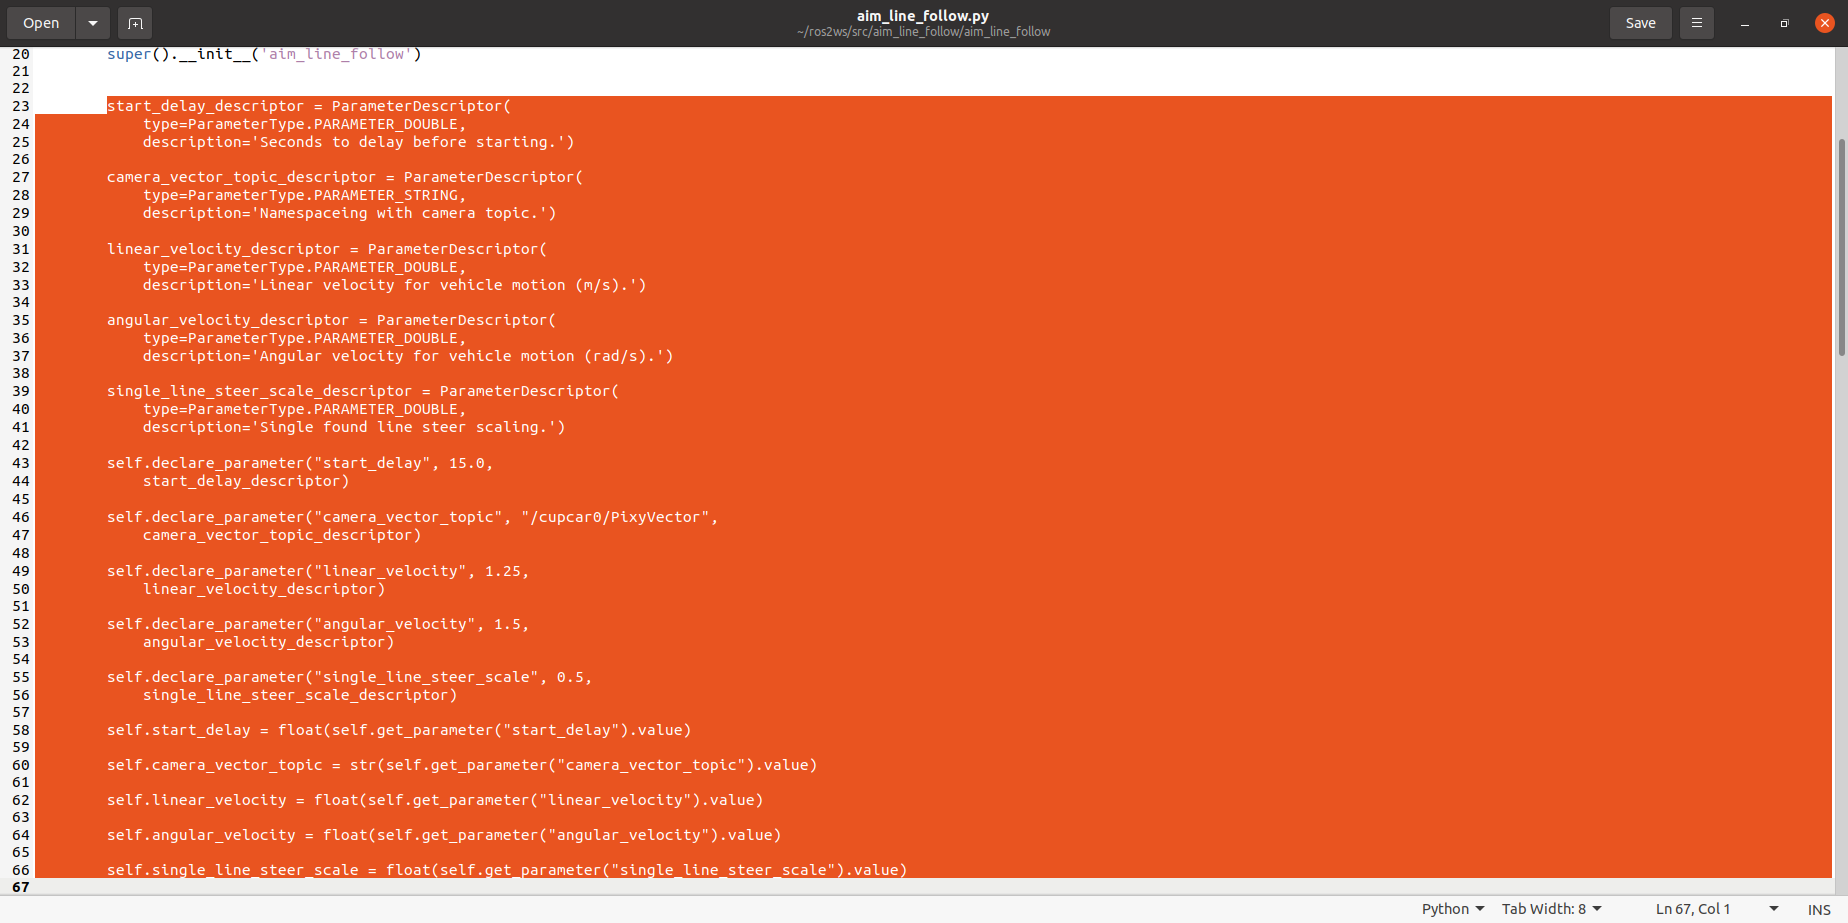 Open
aim_line_follow.py
~/ros2ws/src/aim_line_follow/aim_line_follow
Save
20         super().__init__('aim_line_follow')
21
22
23         start_delay_descriptor = ParameterDescriptor(
24             type=ParameterType.PARAMETER_DOUBLE,
25             description='Seconds to delay before starting.')
26
27         camera_vector_topic_descriptor = ParameterDescriptor(
28             type=ParameterType.PARAMETER_STRING,
29             description='Namespaceing with camera topic.')
30
31         linear_velocity_descriptor = ParameterDescriptor(
32             type=ParameterType.PARAMETER_DOUBLE,
33             description='Linear velocity for vehicle motion (m/s).')
34
35         angular_velocity_descriptor = ParameterDescriptor(
36             type=ParameterType.PARAMETER_DOUBLE,
37             description='Angular velocity for vehicle motion (rad/s).')
38
39         single_line_steer_scale_descriptor = ParameterDescriptor(
40             type=ParameterType.PARAMETER_DOUBLE,
41             description='Single found line steer scaling.')
42
43         self.declare_parameter("start_delay", 15.0,
44             start_delay_descriptor)
45
46         self.declare_parameter("camera_vector_topic", "/cupcar0/PixyVector",
47             camera_vector_topic_descriptor)
48
49         self.declare_parameter("linear_velocity", 1.25,
50             linear_velocity_descriptor)
51
52         self.declare_parameter("angular_velocity", 1.5,
53             angular_velocity_descriptor)
54
55         self.declare_parameter("single_line_steer_scale", 0.5,
56             single_line_steer_scale_descriptor)
57
58         self.start_delay = float(self.get_parameter("start_delay").value)
59
60         self.camera_vector_topic = str(self.get_parameter("camera_vector_topic").value)
61
62         self.linear_velocity = float(self.get_parameter("linear_velocity").value)
63
64         self.angular_velocity = float(self.get_parameter("angular_velocity").value)
65
66         self.single_line_steer_scale = float(self.get_parameter("single_line_steer_scale").value)
67
Python Tab Width: 8 Ln 67, Col 1 INS